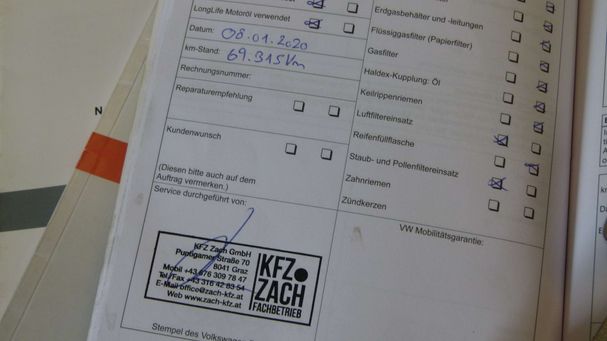 LongLife Motoröl verwendet
Datum: 08.01.2020
km-Stand: 69.315km
Rechnungsnummer:
Reparaturempfehlung
Kundenwunsch
(Diesen bitte auch auf dem
Auftrag vermerken.)
Service durchgeführt von:
KFZ Zach GmbH
Puntigamer Straße 70
8041 Graz
Mobil +43 676 309 78 47
Tel./Fax +43 316 42 83 54
E-Mail office@zach-kfz.at
Web www.zach-kfz.at
KFZ
ZACH
FACHBETRIEB
Stempel des Volkswagen
Erdgasbehälter und -leitungen
Flüssiggasfilter (Papierfilter)
Gasfilter
Haldex-Kupplung: Öl
Keilrippenriemen
Luftfiltereinsatz
Reifenfüllflasche
Staub- und Pollenfiltereinsatz
Zahnriemen
Zündkerzen
VW Mobilitätsgarantie:
N